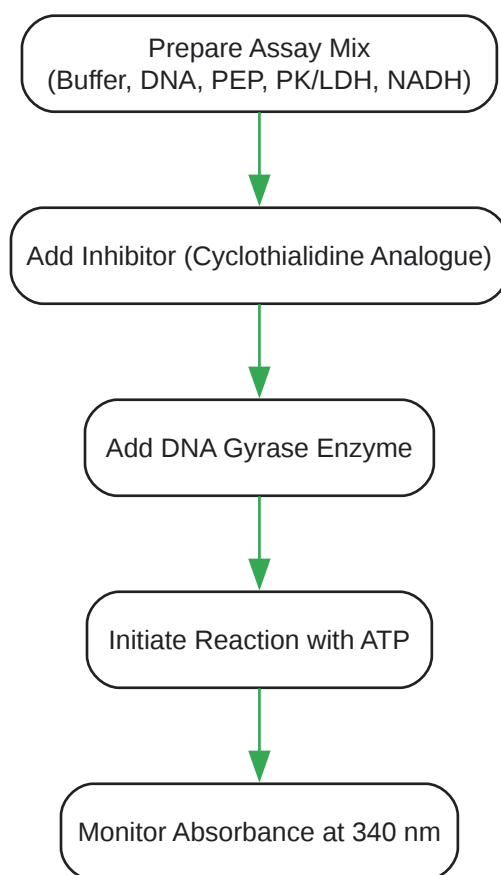 Prepare Assay Mix
(Buffer, DNA, PEP, PK/LDH, NADH)
Add Inhibitor (Cyclothialidine Analogue)
Add DNA Gyrase Enzyme
Initiate Reaction with ATP
Monitor Absorbance at 340 nm